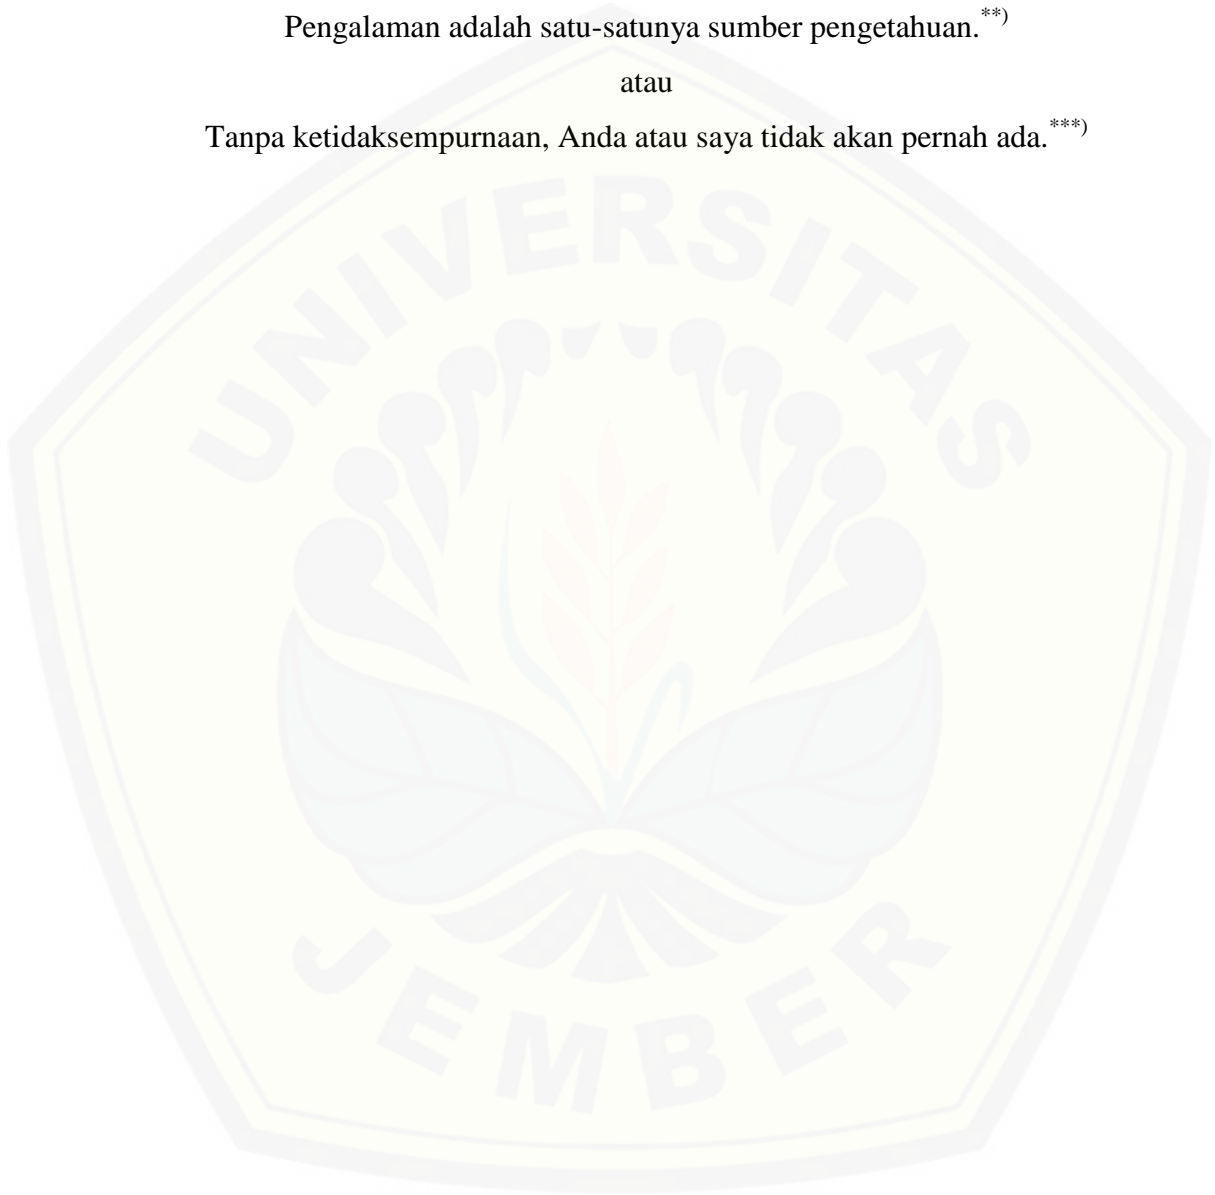 Pengalaman adalah satu-satunya sumber pengetahuan.**)
atau
Tanpa ketidaksempurnaan, Anda atau saya tidak akan pernah ada.***)
UNIVERSITAS
JEMBER